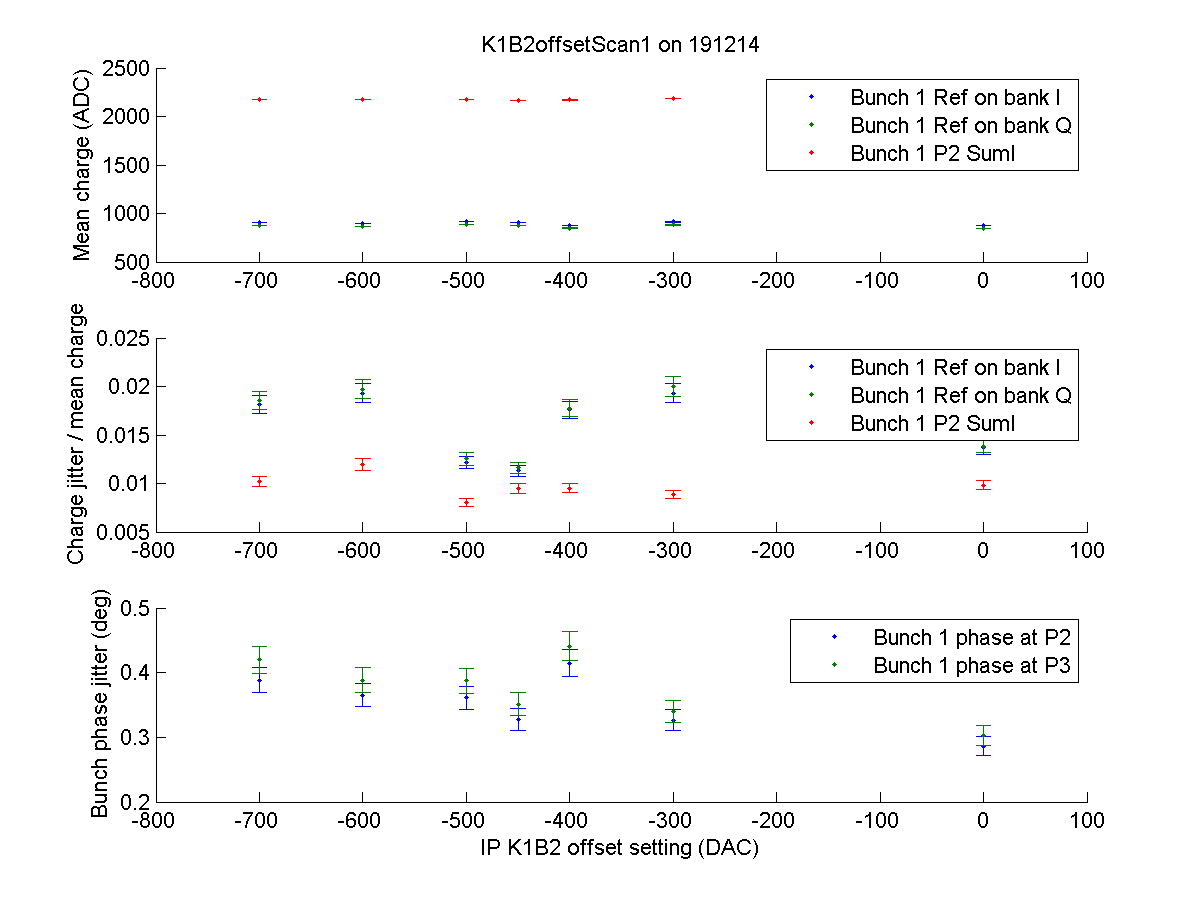 K1B2offsetScan1 on 191214
Mean charge (ADC)
2500
2000
1500
1000
500
-800 -700 -600 -500 -400 -300 -200 -100 0 100
Bunch 1 Ref on bank I
Bunch 1 Ref on bank Q
Bunch 1 P2 SumI
Charge jitter / mean charge
0.025
0.02
0.015
0.01
0.005
-800 -700 -600 -500 -400 -300 -200 -100 0 100
Bunch 1 Ref on bank I
Bunch 1 Ref on bank Q
Bunch 1 P2 SumI
Bunch phase jitter (deg)
0.5
0.4
0.3
0.2
-800 -700 -600 -500 -400 -300 -200 -100 0 100
Bunch 1 phase at P2
Bunch 1 phase at P3
IP K1B2 offset setting (DAC)